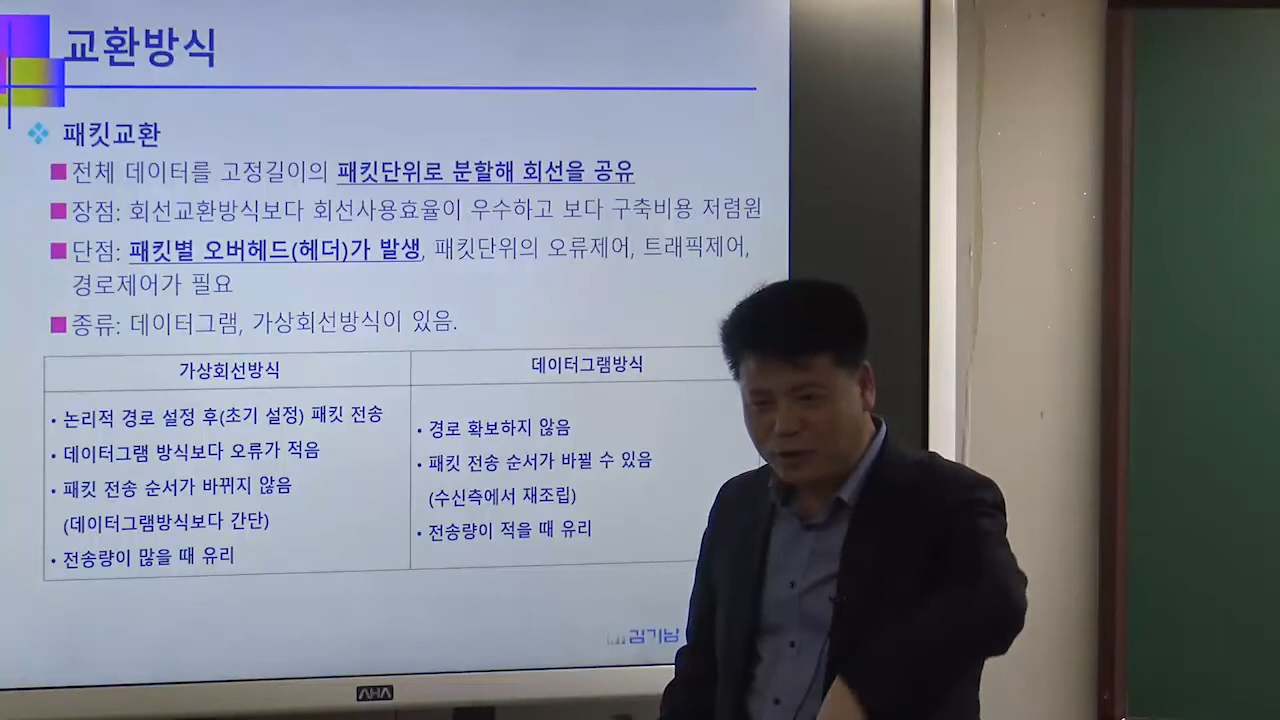 교환방식
패킷교환
전체 데이터를 고정길이의 패킷단위로 분할해 회선을 공유
장점: 회선교환방식보다 회선사용효율이 우수하고 보다 구축비용 저렴원
단점: 패킷별 오버헤드(헤더)가 발생, 패킷단위의 오류제어, 트래픽제어,
경로제어가 필요
종류: 데이터그램, 가상회선방식이 있음.
가상회선방식
• 논리적 경로 설정 후(초기 설정) 패킷 전송
• 데이터그램 방식보다 오류가 적음
• 패킷 전송 순서가 바뀌지 않음
(데이터그램방식보다 간단)
• 전송량이 많을 때 유리
데이터그램방식
• 경로 확보하지 않음
• 패킷 전송 순서가 바뀔 수 있음
(수신측에서 재조립)
• 전송량이 적을 때 유리
김기남
AHA